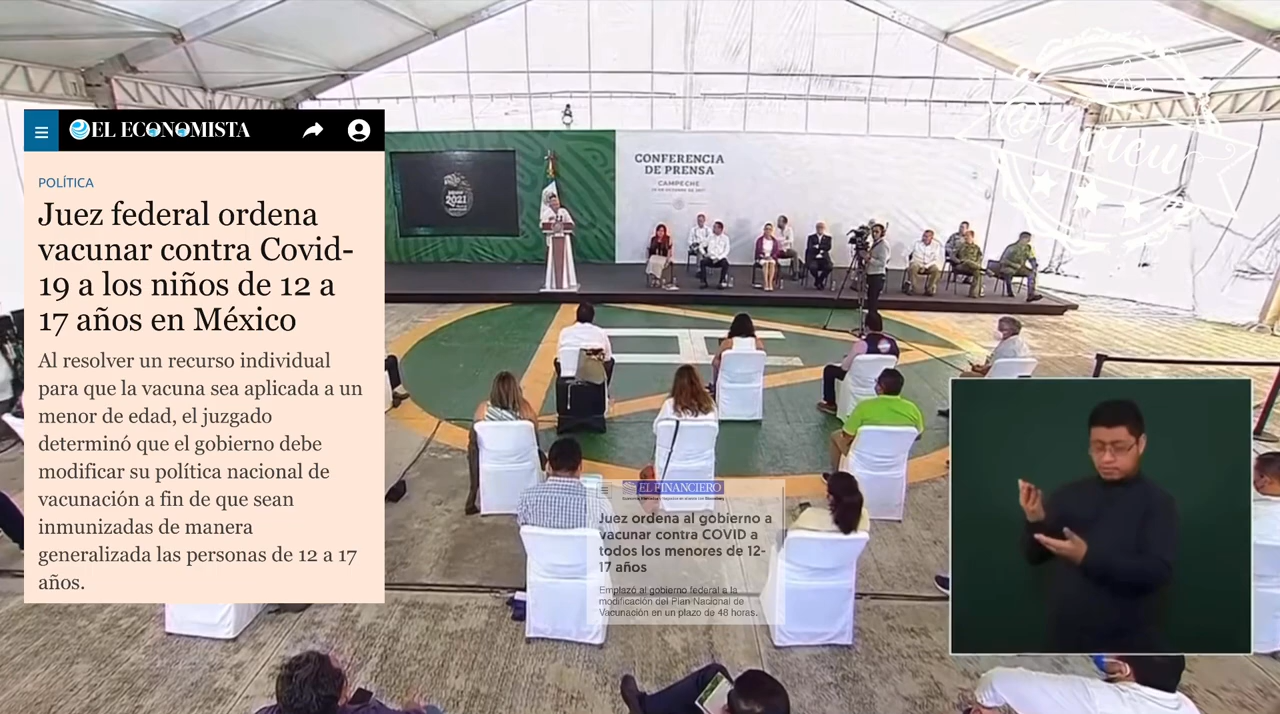 EL ECONOMISTA
POLÍTICA
Juez federal ordena
vacunar contra Covid-
19 a los niños de 12 a
17 años en México
Al resolver un recurso individual
para que la vacuna sea aplicada a un
menor de edad, el juzgado
determinó que el gobierno debe
modificar su política nacional de
vacunación a fin de que sean
inmunizadas de manera
generalizada las personas de 12 a 17
años.
2021
CONFERENCIA
DE PRENSA
CAMPECHE
EL FINANCIERO
Juez ordena al gobierno a
vacunar contra COVID a
todos los menores de 12-
17 años
Emplazó al gobierno federal a la
modificación del Plan Nacional de
Vacunación en un plazo de 48 horas.